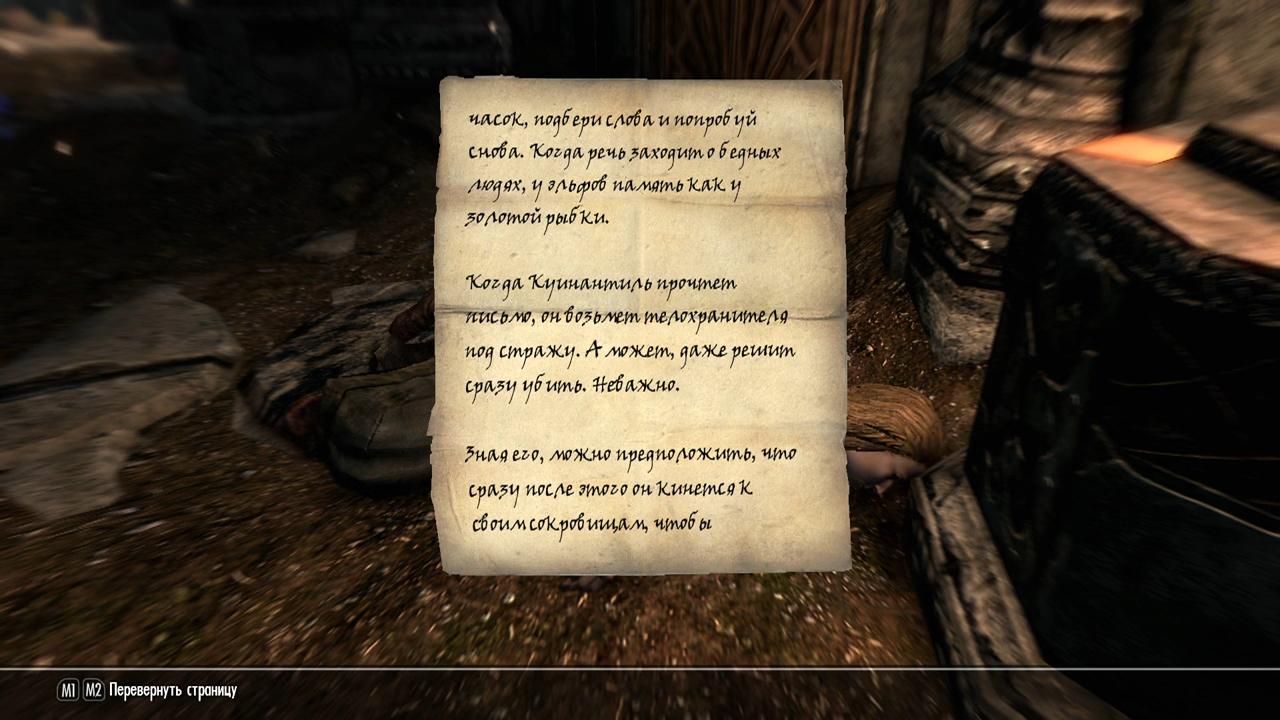 часок, подбери слова и попробуй
снова. Когда речь заходит о бедных
людях, у эльфов память как у
золотой рыбки.
Когда Куинантиль прочтет
письмо, он возьмет телохранителя
под стражу. А может, даже решит
сразу убить. Неважно.
Зная его, можно предположить, что
сразу после этого он кинется к
своим сокровищам, чтобы
M1 M2 Перевернуть страницу